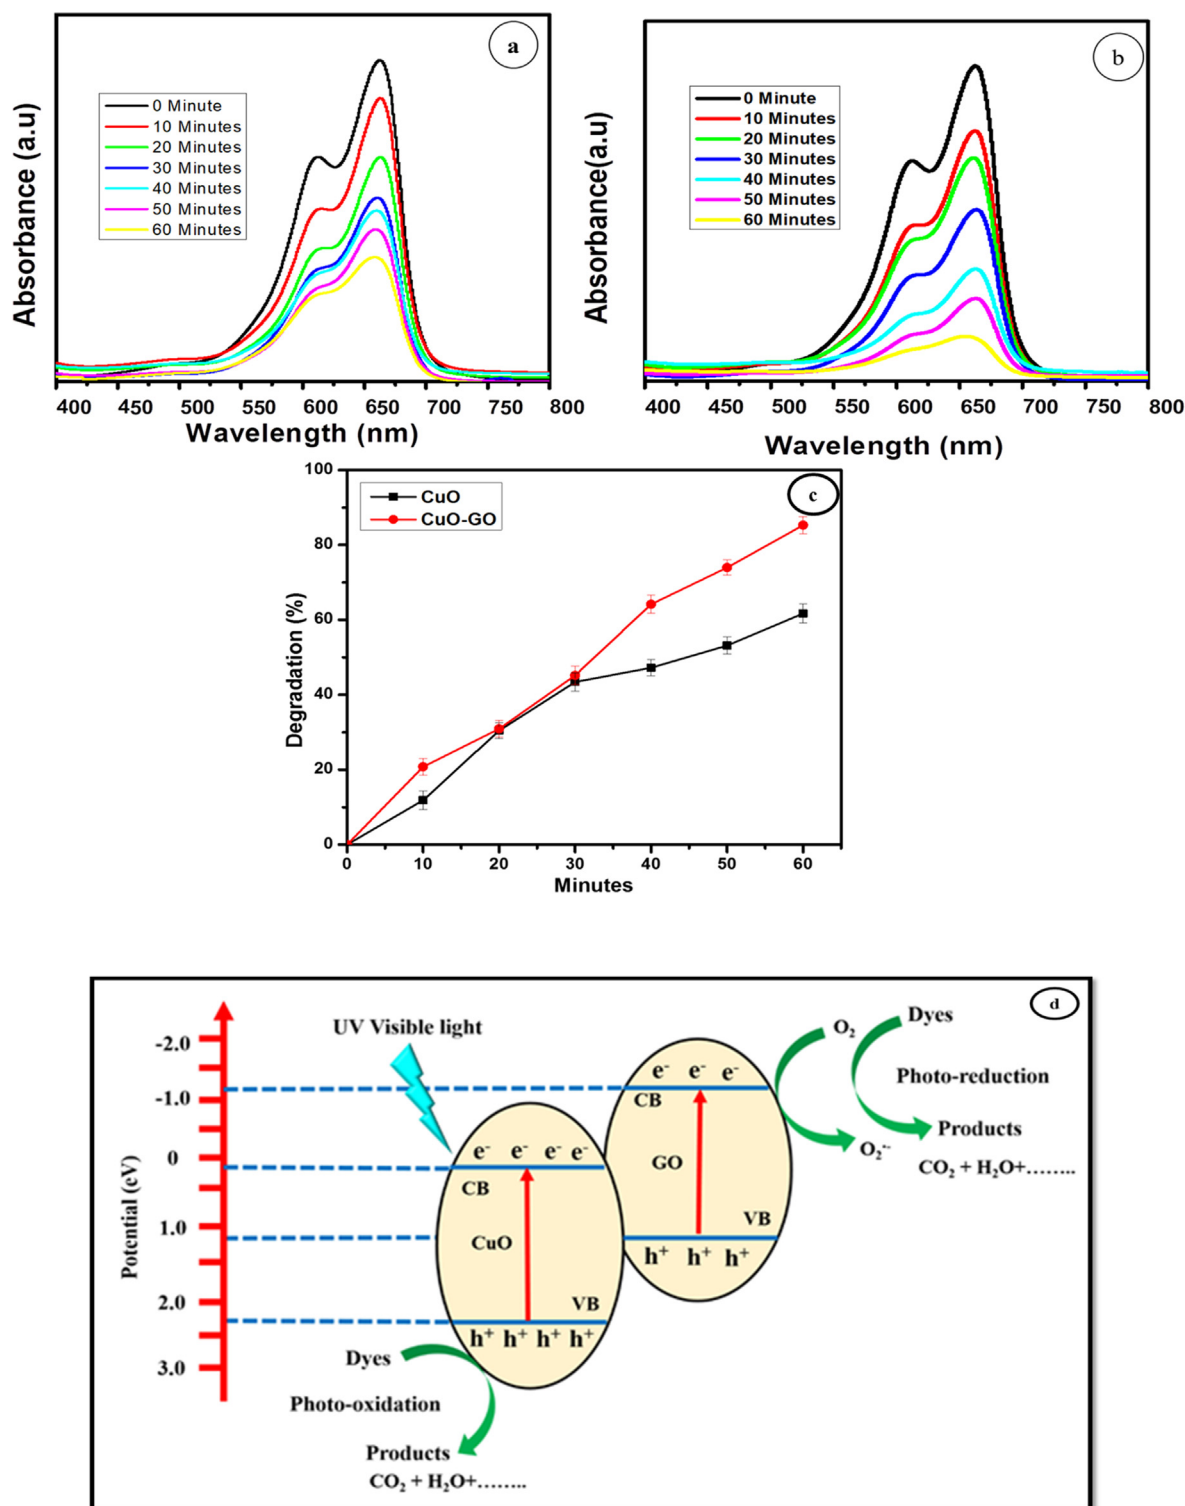 a
Absorbance (a.u)
0 Minute
10 Minutes
20 Minutes
30 Minutes
40 Minutes
50 Minutes
60 Minutes
400 450 500 550 600 650 700 750 800
Wavelength (nm)
b
Absorbance(a.u)
0 Minute
10 Minutes
20 Minutes
30 Minutes
40 Minutes
50 Minutes
60 Minutes
400 450 500 550 600 650 700 750 800
Wavelength (nm)
c
CuO
CuO-GO
Degradation (%)
100
80
60
40
20
0
0 10 20 30 40 50 60
Minutes
d
UV Visible light
Potential (eV)
-2.0
-1.0
0
1.0
2.0
3.0
e- e- e- e-
CB
CuO
VB
h+ h+ h+ h+
Dyes
Photo-oxidation
Products
CO2 + H2O+........
e- e- e-
CB
GO
VB
h+ h+ h+
O2
Dyes
Photo-reduction
O2·-
Products
CO2 + H2O+........